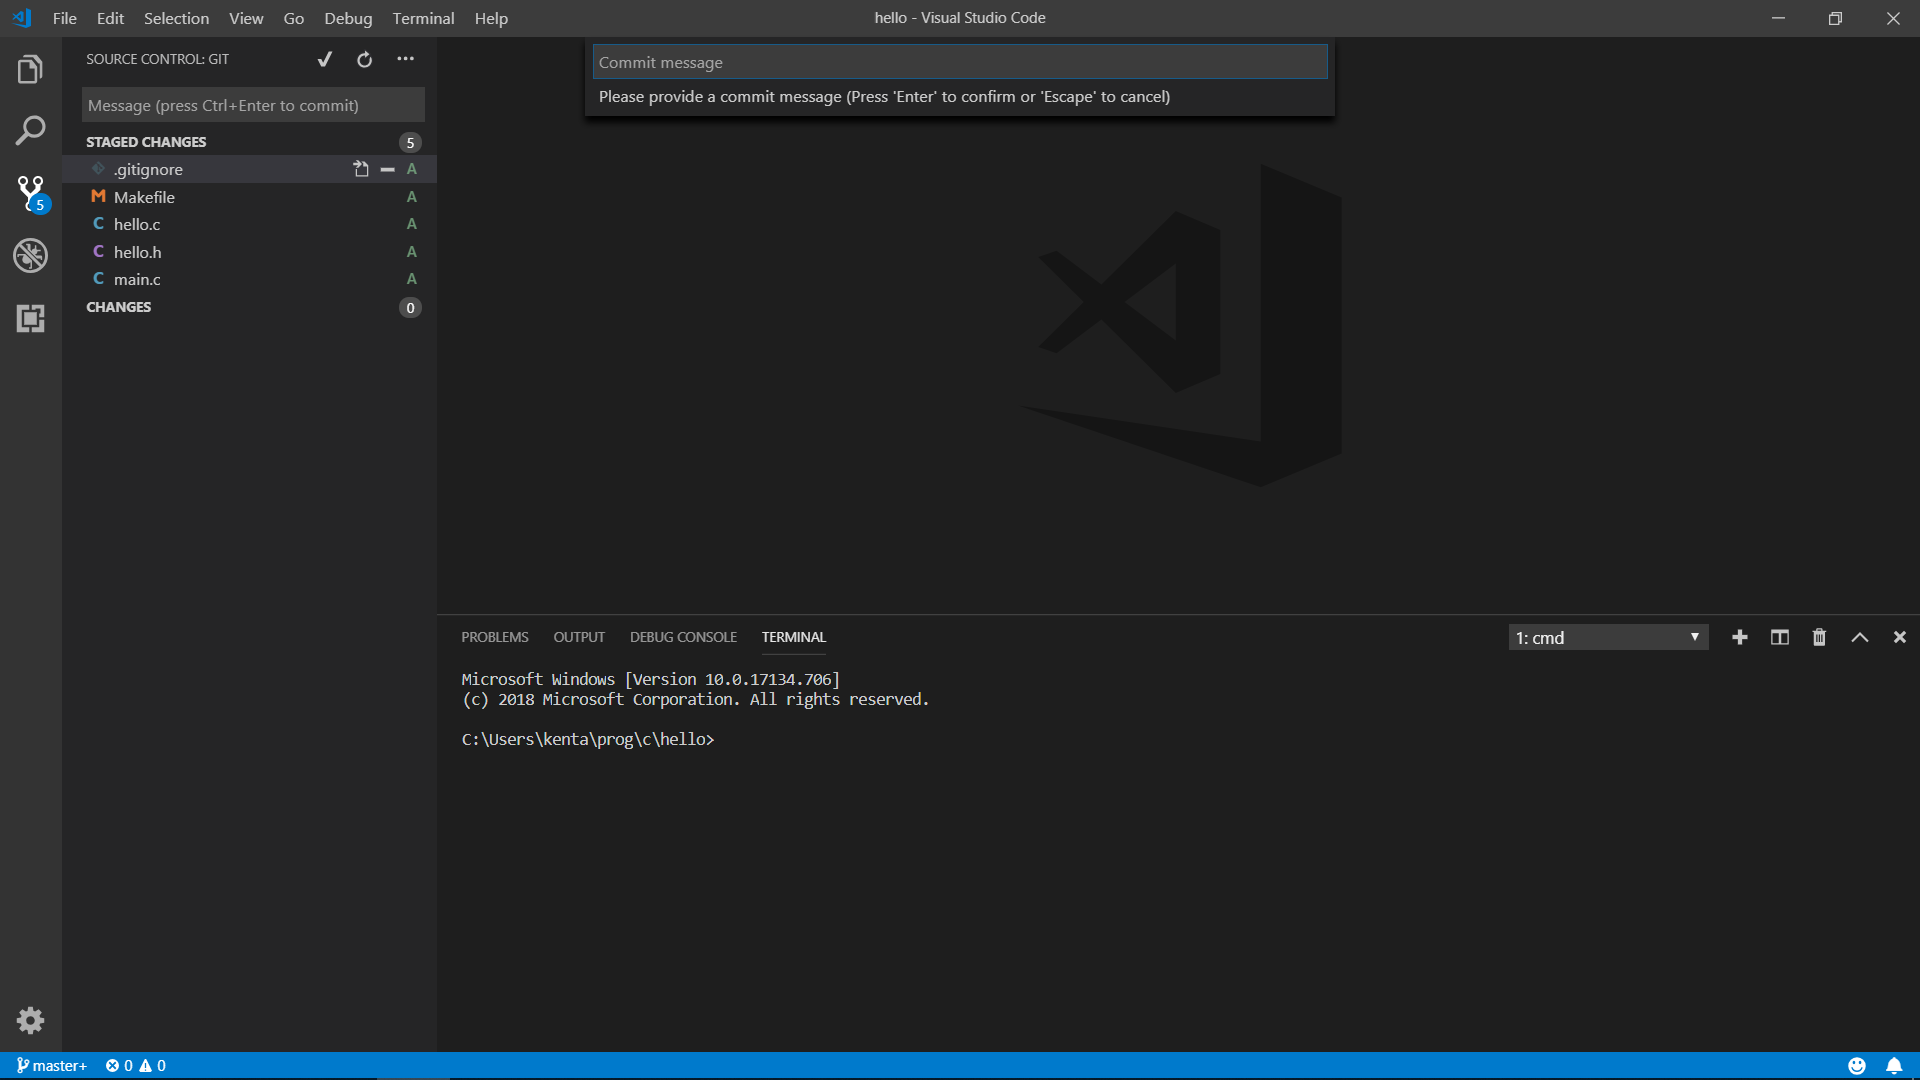 File Edit Selection View Go Debug Terminal Help
hello - Visual Studio Code
SOURCE CONTROL: GIT
Message (press Ctrl+Enter to commit)
STAGED CHANGES 5
.gitignore A
M Makefile A
C hello.c A
C hello.h A
C main.c A
CHANGES 0
5
Commit message
Please provide a commit message (Press 'Enter' to confirm or 'Escape' to cancel)
PROBLEMS OUTPUT DEBUG CONSOLE TERMINAL
1: cmd
Microsoft Windows [Version 10.0.17134.706]
(c) 2018 Microsoft Corporation. All rights reserved.
C:\Users\kenta\prog\c\hello>
master+ 0 0